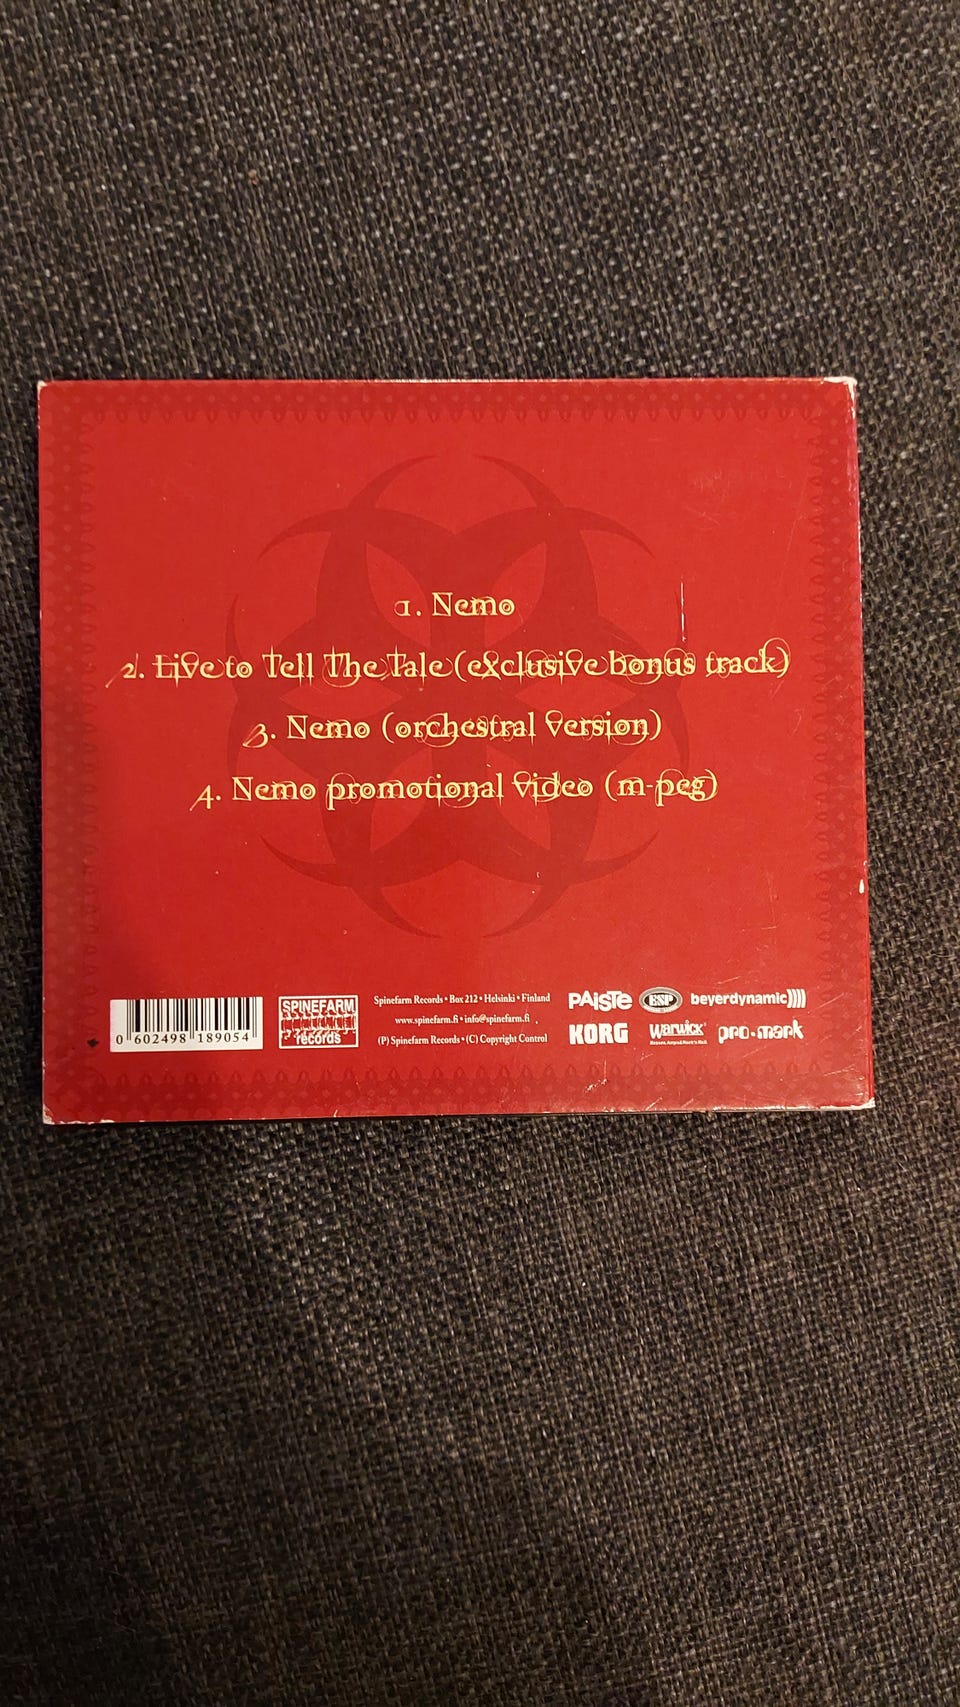 1. Nemo
2. Live to Tell The Tale (exclusive bonus track)
3. Nemo (orchestral version)
4. Nemo promotional video (m-peg)
0 602498 189054
SPINEFARM
records
Spinefarm Records • Box 212 • Helsinki • Finland
www.spinefarm.fi • info@spinefarm.fi
(P) Spinefarm Records • (C) Copyright Control
PAiSTe ESP beyerdynamic))))
KORG Warwick pro·mark